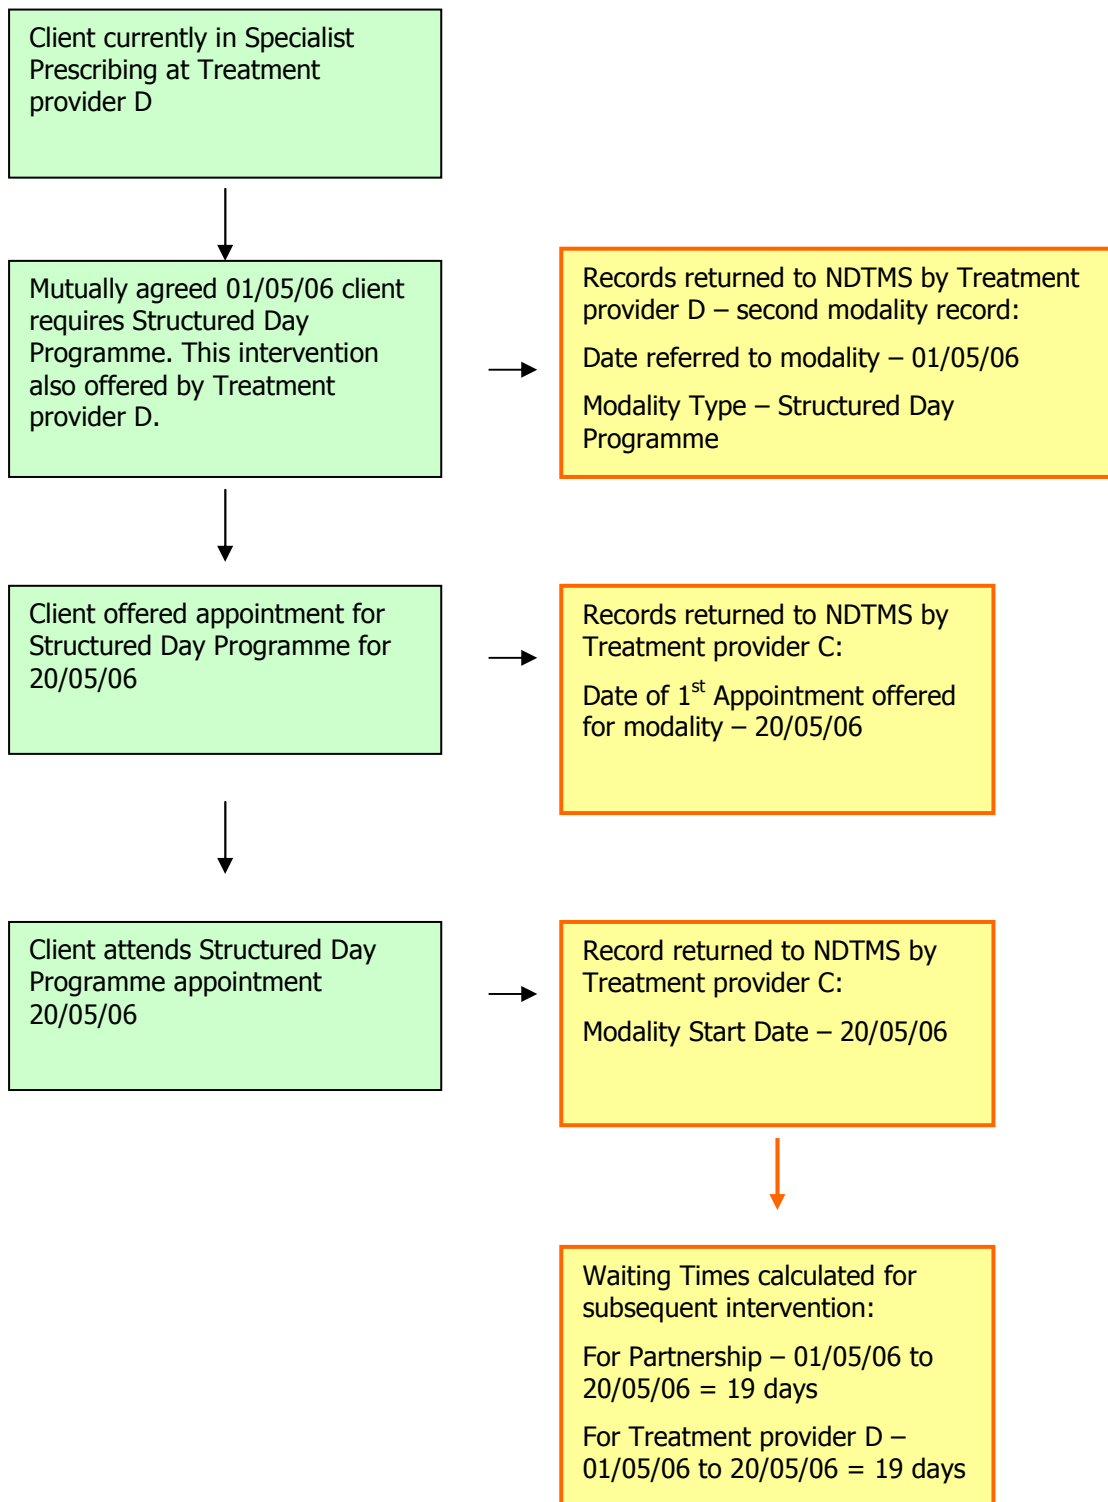 Client currently in Specialist
Prescribing at Treatment
provider D
Mutually agreed 01/05/06 client
requires Structured Day
Programme. This intervention
also offered by Treatment
provider D.
Records returned to NDTMS by Treatment
provider D – second modality record:
Date referred to modality – 01/05/06
Modality Type – Structured Day
Programme
Client offered appointment for
Structured Day Programme for
20/05/06
Records returned to NDTMS by
Treatment provider C:
Date of 1st Appointment offered
for modality – 20/05/06
Client attends Structured Day
Programme appointment
20/05/06
Record returned to NDTMS by
Treatment provider C:
Modality Start Date – 20/05/06
Waiting Times calculated for
subsequent intervention:
For Partnership – 01/05/06 to
20/05/06 = 19 days
For Treatment provider D –
01/05/06 to 20/05/06 = 19 days